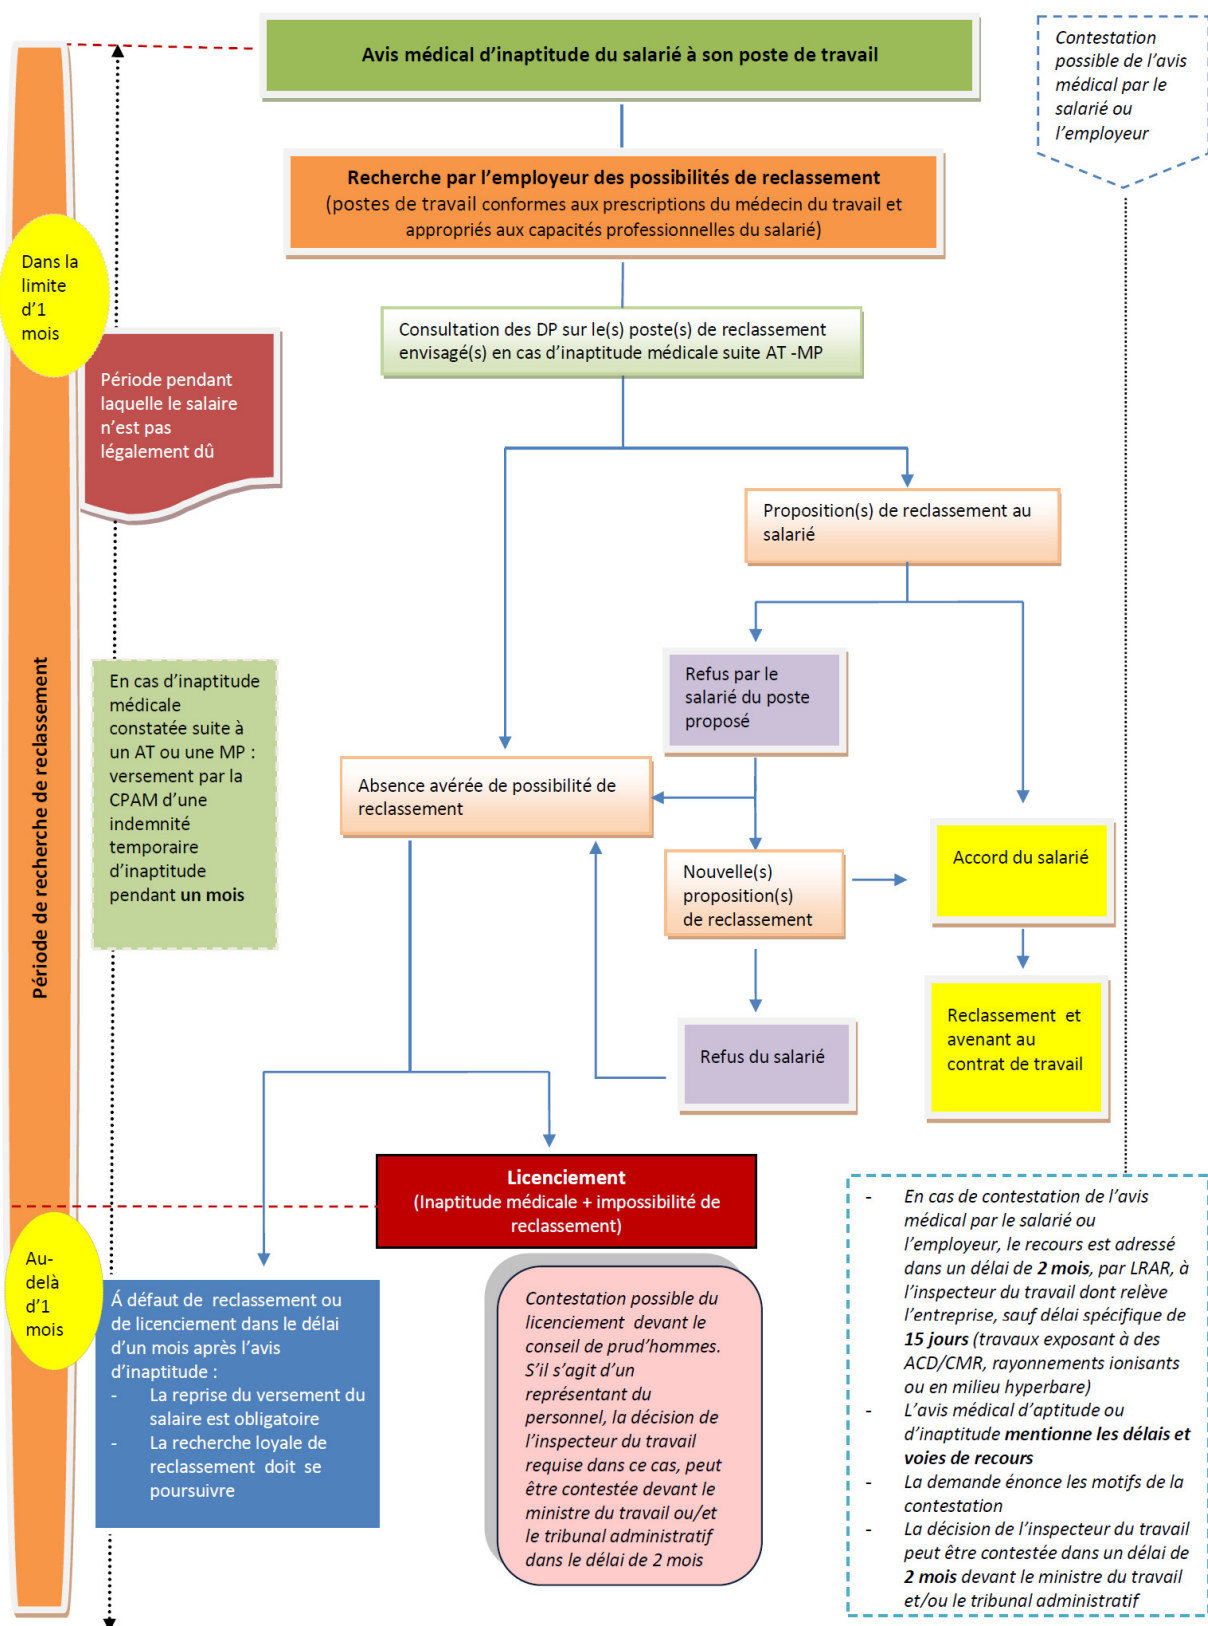 Avis médical d'inaptitude du salarié à son poste de travail
Contestation
possible de l'avis
médical par le
salarié ou
l'employeur
Recherche par l'employeur des possibilités de reclassement
(postes de travail conformes aux prescriptions du médecin du travail et
appropriés aux capacités professionnelles du salarié)
Dans la
limite
d'1
mois
Consultation des DP sur le(s) poste(s) de reclassement
envisagé(s) en cas d'inaptitude médicale suite AT -MP
Période pendant
laquelle le salaire
n'est pas
légalement dû
Proposition(s) de reclassement au
salarié
Période de recherche de reclassement
En cas d'inaptitude
médicale
constatée suite à
un AT ou une MP :
versement par la
CPAM d'une
indemnité
temporaire
d'inaptitude
pendant un mois
Refus par le
salarié du poste
proposé
Absence avérée de possibilité de
reclassement
Nouvelle(s)
proposition(s)
de reclassement
Accord du salarié
Refus du salarié
Reclassement et
avenant au
contrat de travail
Licenciement
(Inaptitude médicale + impossibilité de
reclassement)
Au-
delà
d'1
mois
Á défaut de reclassement ou
de licenciement dans le délai
d'un mois après l'avis
d'inaptitude :
- La reprise du versement du
salaire est obligatoire
- La recherche loyale de
reclassement doit se
poursuivre
Contestation possible du
licenciement devant le
conseil de prud'hommes.
S'il s'agit d'un
représentant du
personnel, la décision de
l'inspecteur du travail
requise dans ce cas, peut
être contestée devant le
ministre du travail ou/et
le tribunal administratif
dans le délai de 2 mois
- En cas de contestation de l'avis
médical par le salarié ou
l'employeur, le recours est adressé
dans un délai de 2 mois, par LRAR, à
l'inspecteur du travail dont relève
l'entreprise, sauf délai spécifique de
15 jours (travaux exposant à des
ACD/CMR, rayonnements ionisants
ou en milieu hyperbare)
- L'avis médical d'aptitude ou
d'inaptitude mentionne les délais et
voies de recours
- La demande énonce les motifs de la
contestation
- La décision de l'inspecteur du travail
peut être contestée dans un délai de
2 mois devant le ministre du travail
et/ou le tribunal administratif